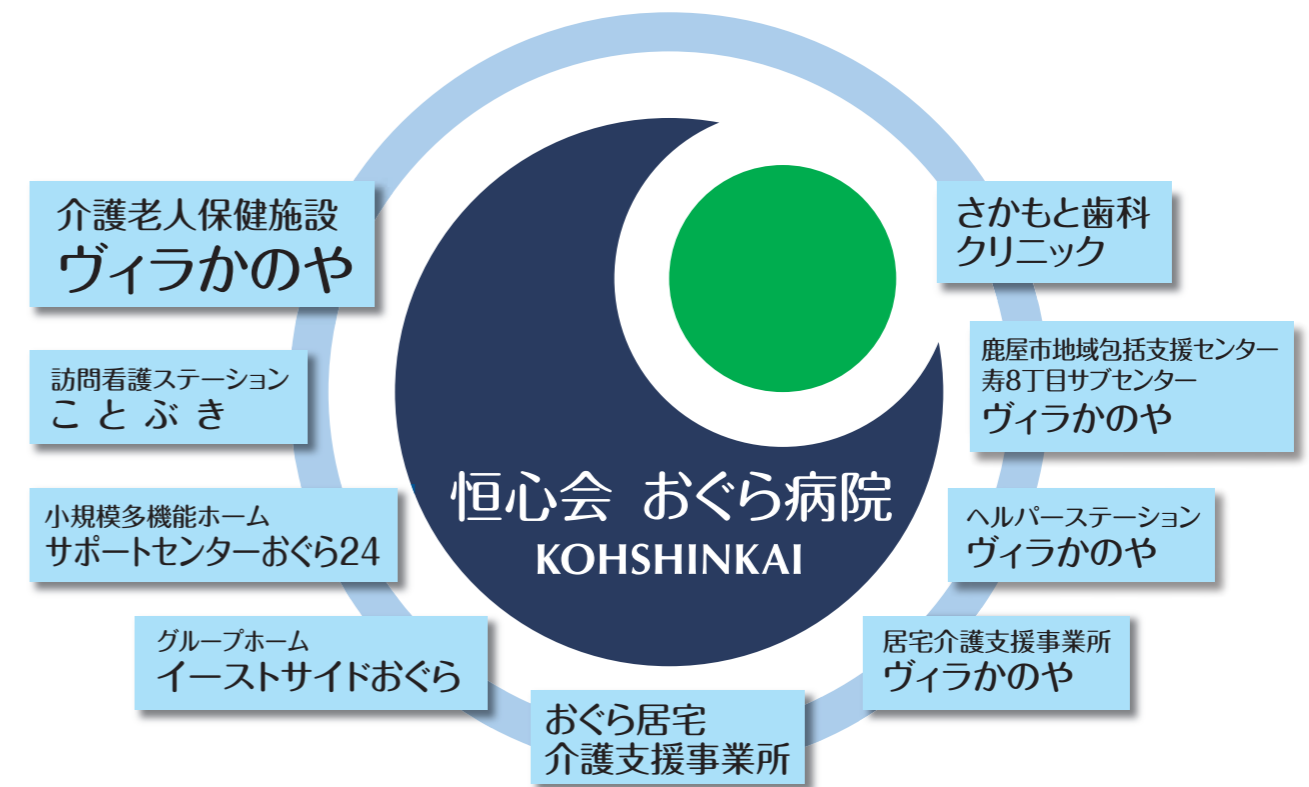 介護老人保健施設
ヴィラかのや
訪問看護ステーション
ことぶき
小規模多機能ホーム
サポートセンターおぐら24
グループホーム
イーストサイドおぐら
おぐら居宅
介護支援事業所
恒心会 おぐら病院
KOHSHINKAI
さかもと歯科
クリニック
鹿屋市地域包括支援センター
寿8丁目サブセンター
ヴィラかのや
ヘルパーステーション
ヴィラかのや
居宅介護支援事業所
ヴィラかのや